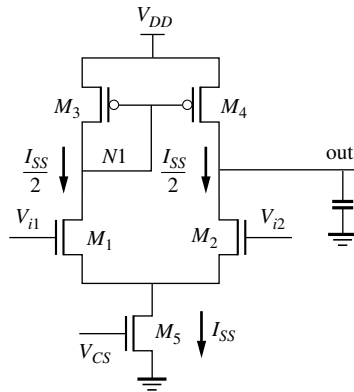 V_DD
M_3
M_4
I_SS/2
N1
I_SS/2
out
V_i1
M_1
M_2
V_i2
M_5
I_SS
V_CS